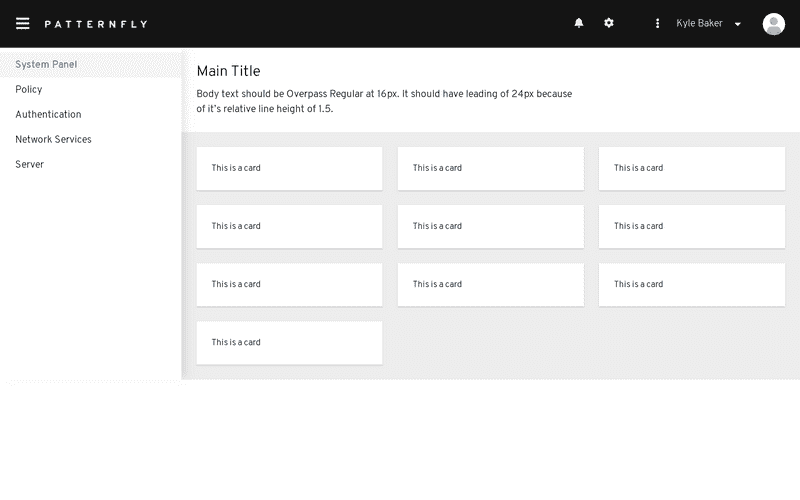 PATTERNFLY
Kyle Baker
System Panel
Policy
Authentication
Network Services
Server
Main Title
Body text should be Overpass Regular at 16px. It should have leading of 24px because
of it's relative line height of 1.5.
This is a card
This is a card
This is a card
This is a card
This is a card
This is a card
This is a card
This is a card
This is a card
This is a card